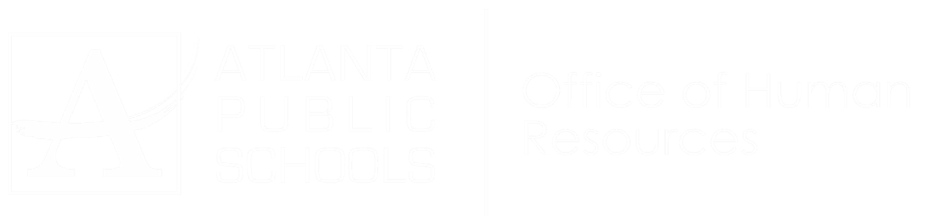 ATLANTA
PUBLIC
SCHOOLS
Office of Human
Resources